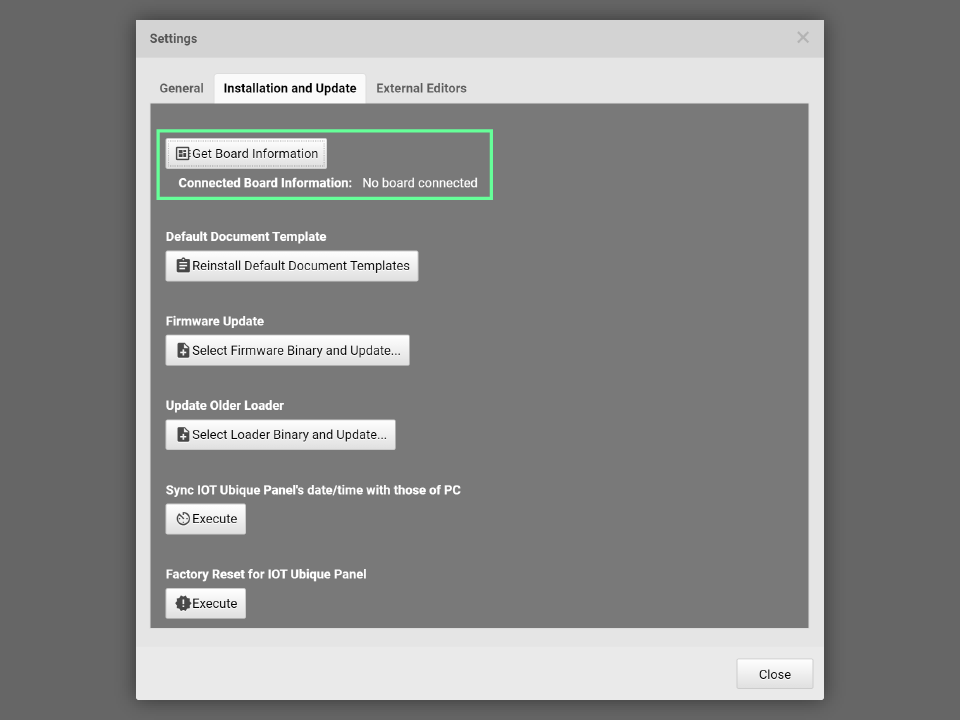 Settings
General Installation and Update External Editors
Get Board Information
Connected Board Information: No board connected
Default Document Template
Reinstall Default Document Templates
Firmware Update
Select Firmware Binary and Update...
Update Older Loader
Select Loader Binary and Update...
Sync IOT Ubique Panel's date/time with those of PC
Execute
Factory Reset for IOT Ubique Panel
Execute
Close